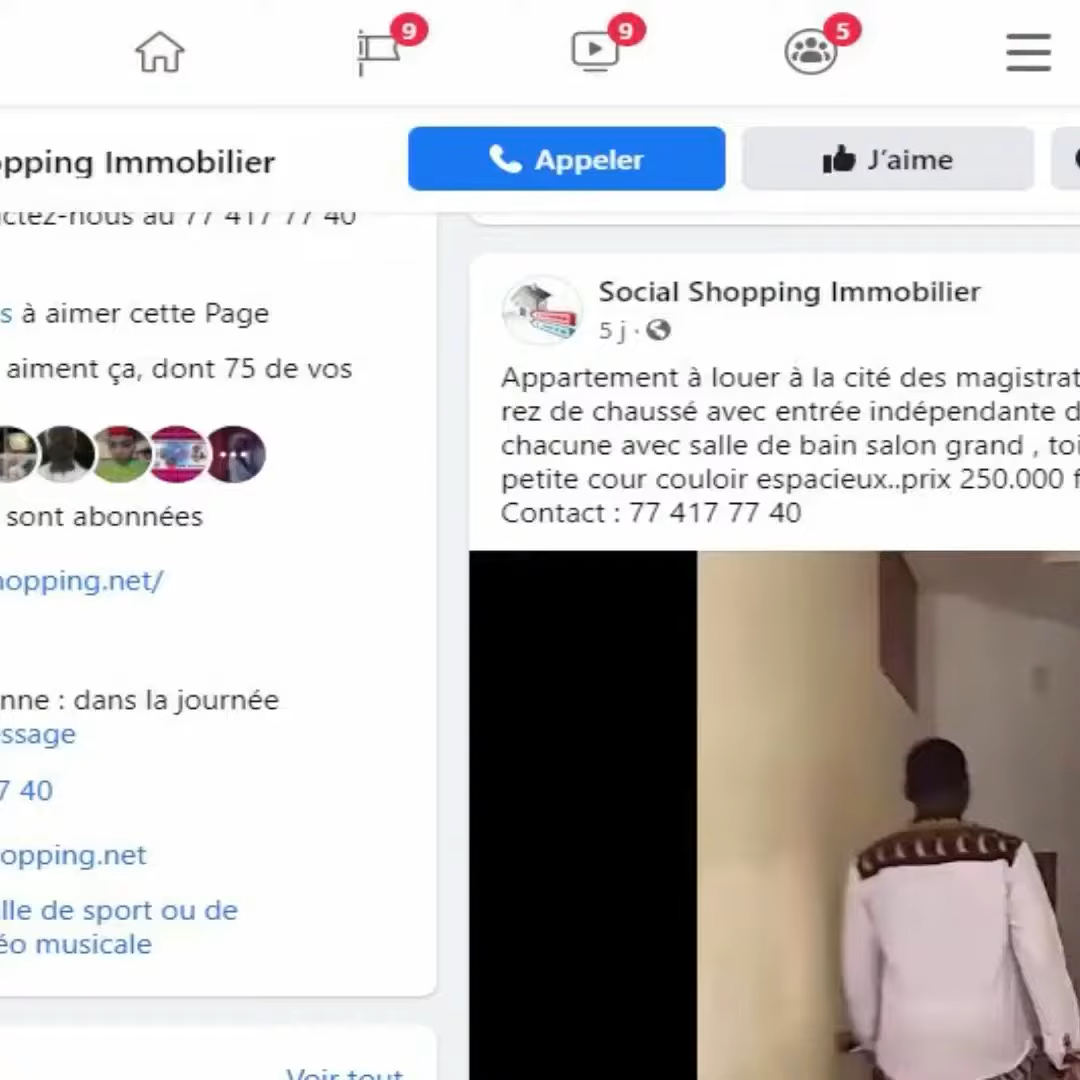 9
9
5
opping Immobilier
Appeler
J'aime
ctez-nous au 77 417 77 40
s à aimer cette Page
aiment ça, dont 75 de vos
sont abonnées
hopping.net/
nne : dans la journée
ssage
7 40
opping.net
lle de sport ou de
éo musicale
Voir tout
Social Shopping Immobilier
5 j ·
Appartement à louer à la cité des magistrat
rez de chaussé avec entrée indépendante d
chacune avec salle de bain salon grand , toi
petite cour couloir espacieux..prix 250.000 f
Contact : 77 417 77 40